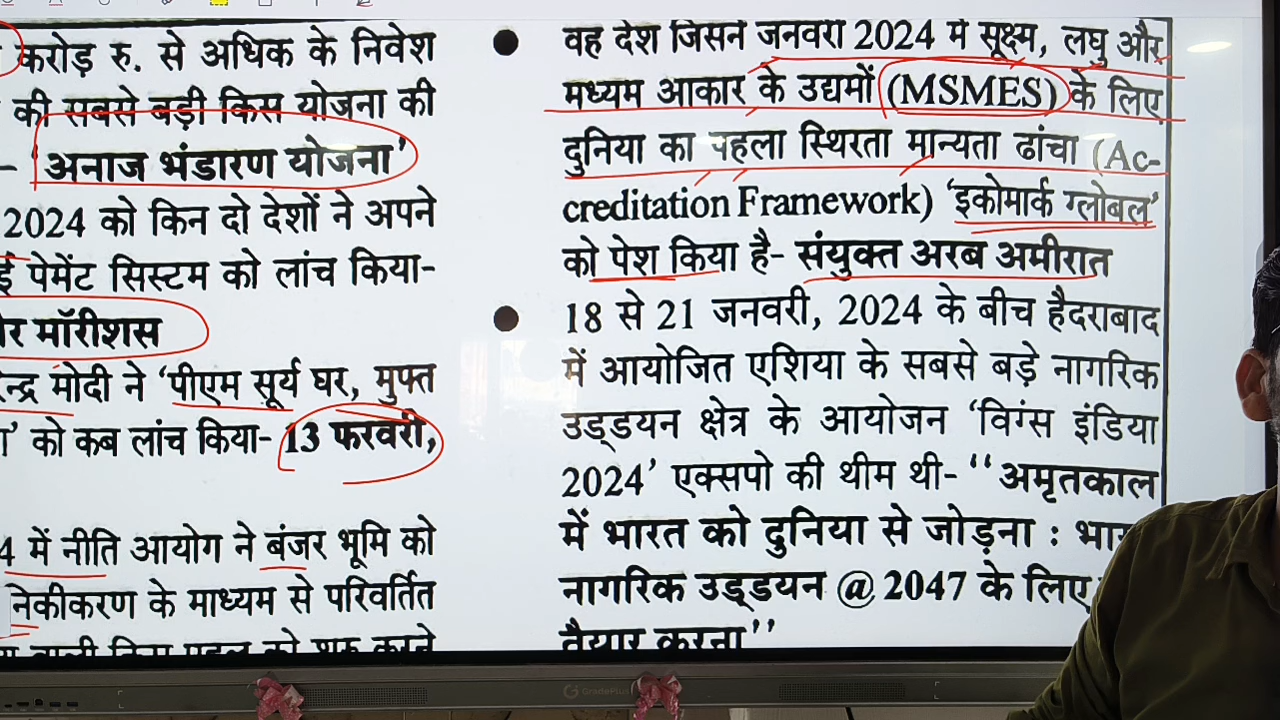 करोड़ रु. से अधिक के निवेश
की सबसे बड़ी किस योजना की
– ‘अनाज भंडारण योजना’
2024 को किन दो देशों ने अपने
ई पेमेंट सिस्टम को लांच किया-
र मॉरीशस
न्द्र मोदी ने ‘पीएम सूर्य घर, मुफ्त
’ को कब लांच किया- 13 फरवरी,
4 में नीति आयोग ने बंजर भूमि को
निकीकरण के माध्यम से परिवर्तित
● वह देश जिसने जनवरी 2024 में सूक्ष्म, लघु और
मध्यम आकार के उद्यमों (MSMES) के लिए
दुनिया का पहला स्थिरता मान्यता ढांचा (Ac-
creditation Framework) ‘इकोमार्क ग्लोबल’
को पेश किया है- संयुक्त अरब अमीरात
● 18 से 21 जनवरी, 2024 के बीच हैदराबाद
में आयोजित एशिया के सबसे बड़े नागरिक
उड्डयन क्षेत्र के आयोजन ‘विंग्स इंडिया
2024’ एक्सपो की थीम थी- ‘‘अमृतकाल
में भारत को दुनिया से जोड़ना : भा
नागरिक उड्डयन @ 2047 के लिए
तैयार करना’’
GradePlus